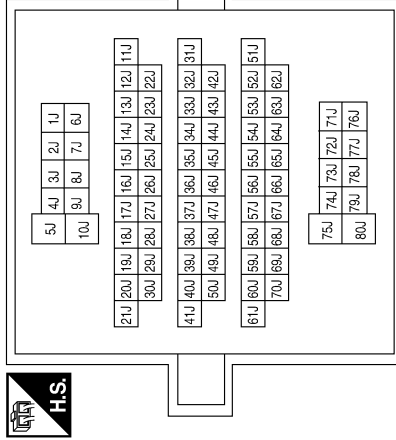 H.S.
5J 4J 3J 2J 1J
10J 9J 8J 7J 6J
21J 20J 19J 18J 17J 16J 15J 14J 13J 12J 11J
30J 29J 28J 27J 26J 25J 24J 23J 22J
41J 40J 39J 38J 37J 36J 35J 34J 33J 32J 31J
50J 49J 48J 47J 46J 45J 44J 43J 42J
61J 60J 59J 58J 57J 56J 55J 54J 53J 52J 51J
70J 69J 68J 67J 66J 65J 64J 63J 62J
75J 74J 73J 72J 71J
80J 79J 78J 77J 76J